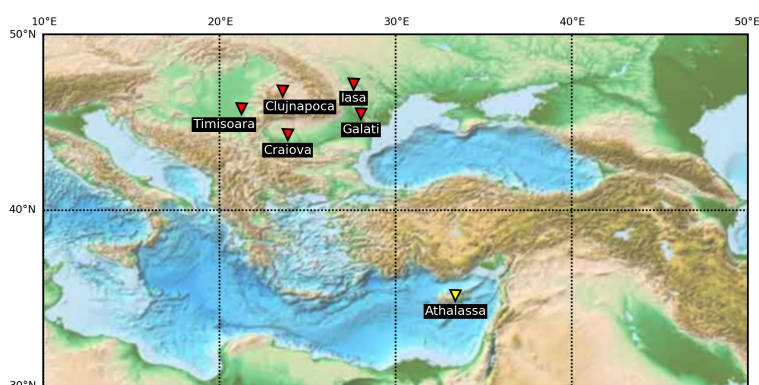 10°E 20°E 30°E 40°E 50°E
50°N
Clujnapoca
Iasa
Timisoara
Galati
Craiova
40°N
Athalassa
30°N